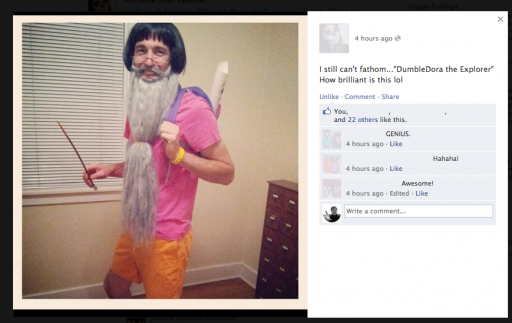 4 hours ago
I still can't fathom..."DumbleDora the Explorer"
How brilliant is this lol
Unlike · Comment · Share
You, , ,
and 22 others like this.
GENIUS.
4 hours ago · Like
Hahaha!
4 hours ago · Like
Awesome!
4 hours ago · Edited · Like
Write a comment...